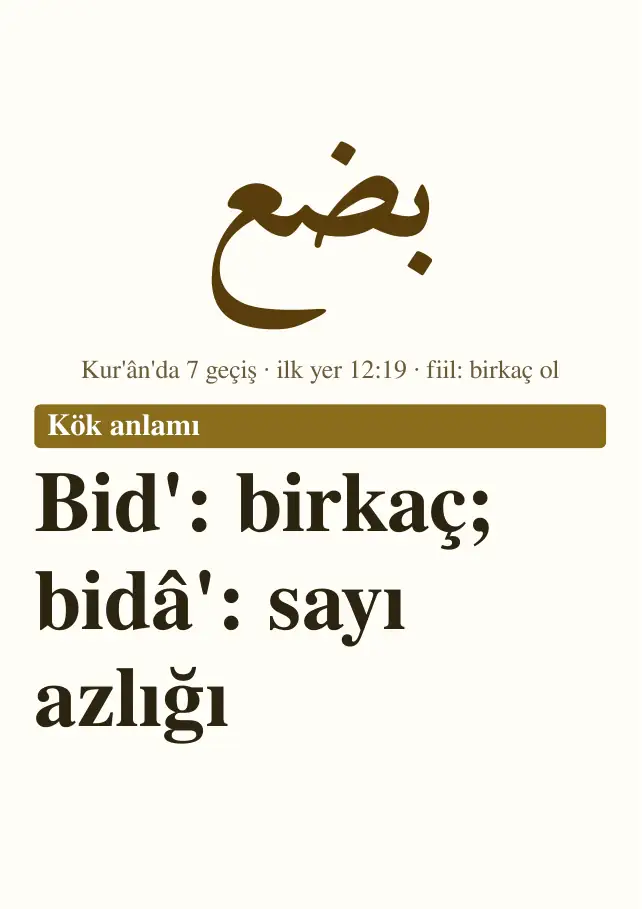 بضع
Kur'ân'da 7 geçiş · ilk yer 12:19 · fiil: birkaç ol
Kök anlamı
Bid': birkaç;
bidâ': sayı
azlığı